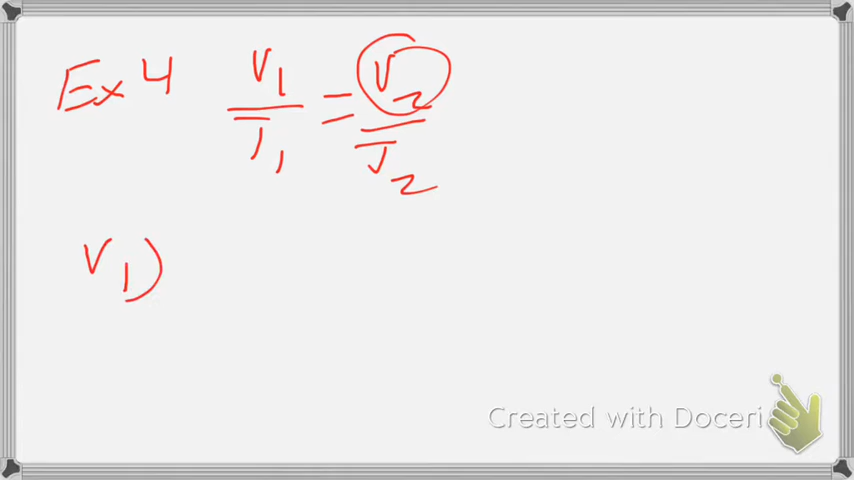 Ex 4 V1/T1 = V2/T2
V1)
Created with Doceri